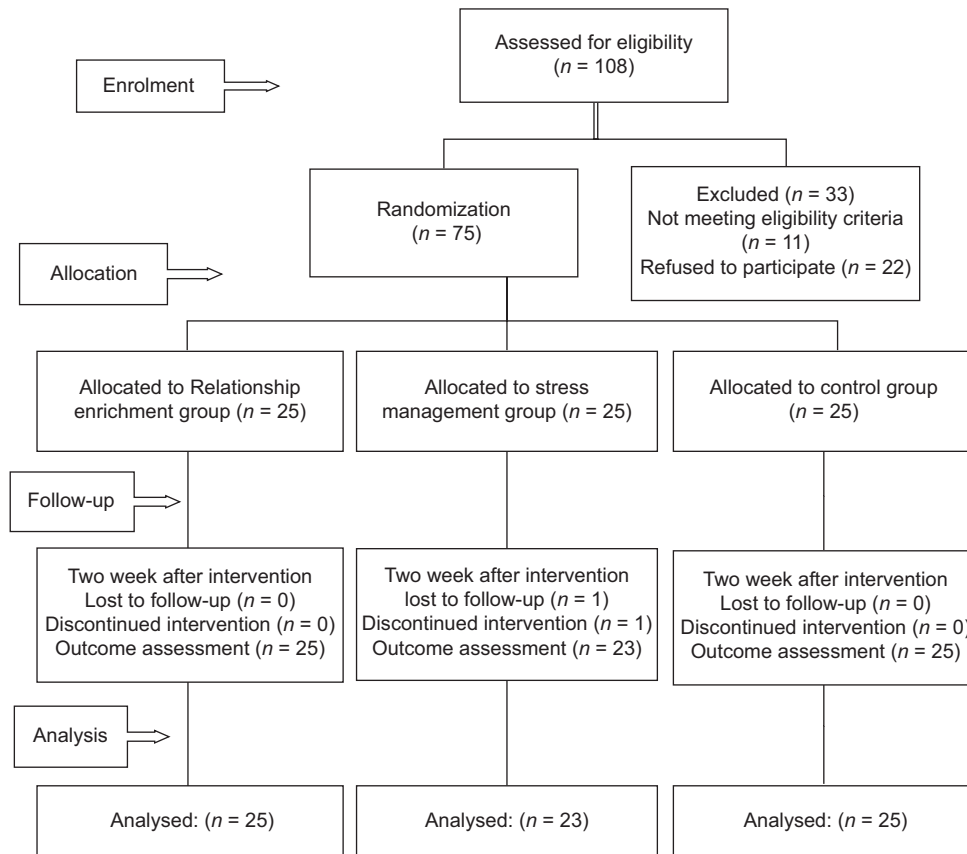 Assessed for eligibility
(n = 108)
Enrolment
Randomization
(n = 75)
Excluded (n = 33)
Not meeting eligibility criteria
(n = 11)
Refused to participate (n = 22)
Allocation
Allocated to Relationship
enrichment group (n = 25)
Allocated to stress
management group (n = 25)
Allocated to control group
(n = 25)
Follow-up
Two week after intervention
Lost to follow-up (n = 0)
Discontinued intervention (n = 0)
Outcome assessment (n = 25)
Two week after intervention
lost to follow-up (n = 1)
Discontinued intervention (n = 1)
Outcome assessment (n = 23)
Two week after intervention
Lost to follow-up (n = 0)
Discontinued intervention (n = 0)
Outcome assessment (n = 25)
Analysis
Analysed: (n = 25)
Analysed: (n = 23)
Analysed: (n = 25)